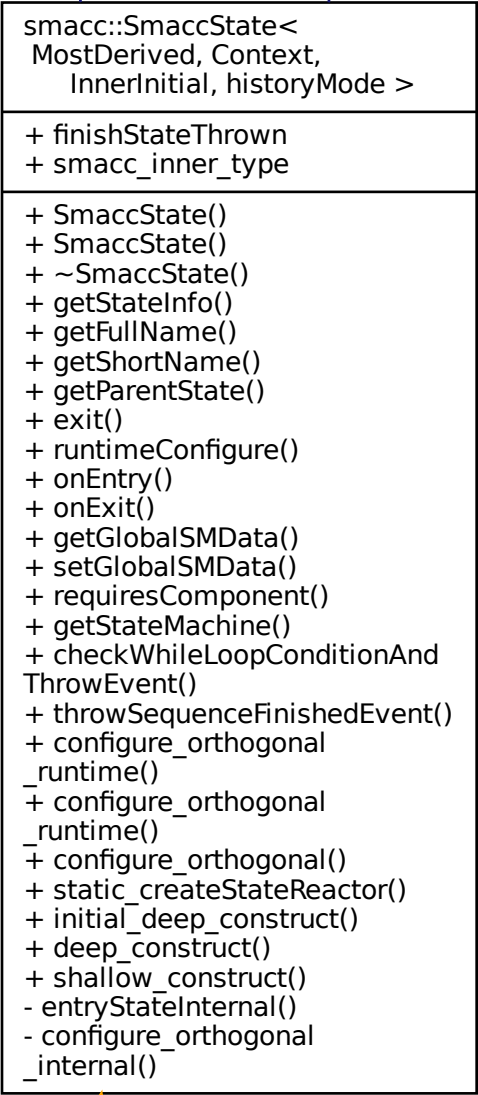 smacc::SmaccState<
MostDerived, Context,
InnerInitial, historyMode >
+ finishStateThrown
+ smacc_inner_type
+ SmaccState()
+ SmaccState()
+ ~SmaccState()
+ getStateInfo()
+ getFullName()
+ getShortName()
+ getParentState()
+ exit()
+ runtimeConfigure()
+ onEntry()
+ onExit()
+ getGlobalSMData()
+ setGlobalSMData()
+ requiresComponent()
+ getStateMachine()
+ checkWhileLoopConditionAnd
ThrowEvent()
+ throwSequenceFinishedEvent()
+ configure_orthogonal
_runtime()
+ configure_orthogonal
_runtime()
+ configure_orthogonal()
+ static_createStateReactor()
+ initial_deep_construct()
+ deep_construct()
+ shallow_construct()
- entryStateInternal()
- configure_orthogonal
_internal()